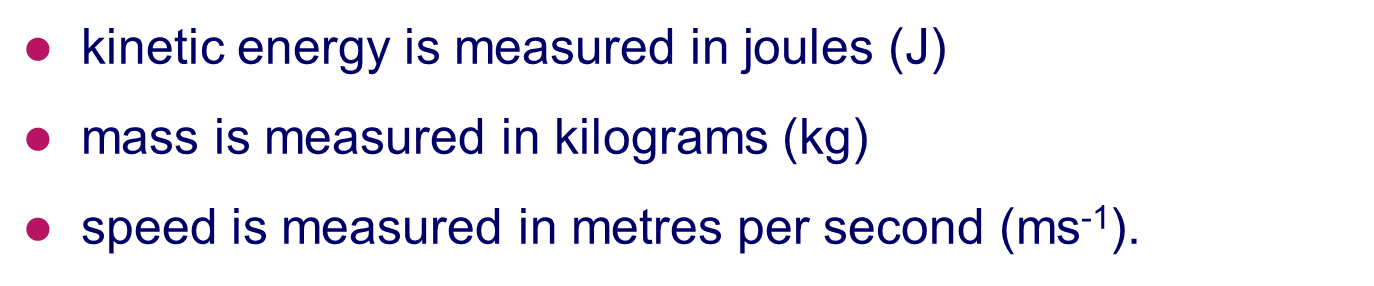 ● kinetic energy is measured in joules (J)
● mass is measured in kilograms (kg)
● speed is measured in metres per second (ms⁻¹).